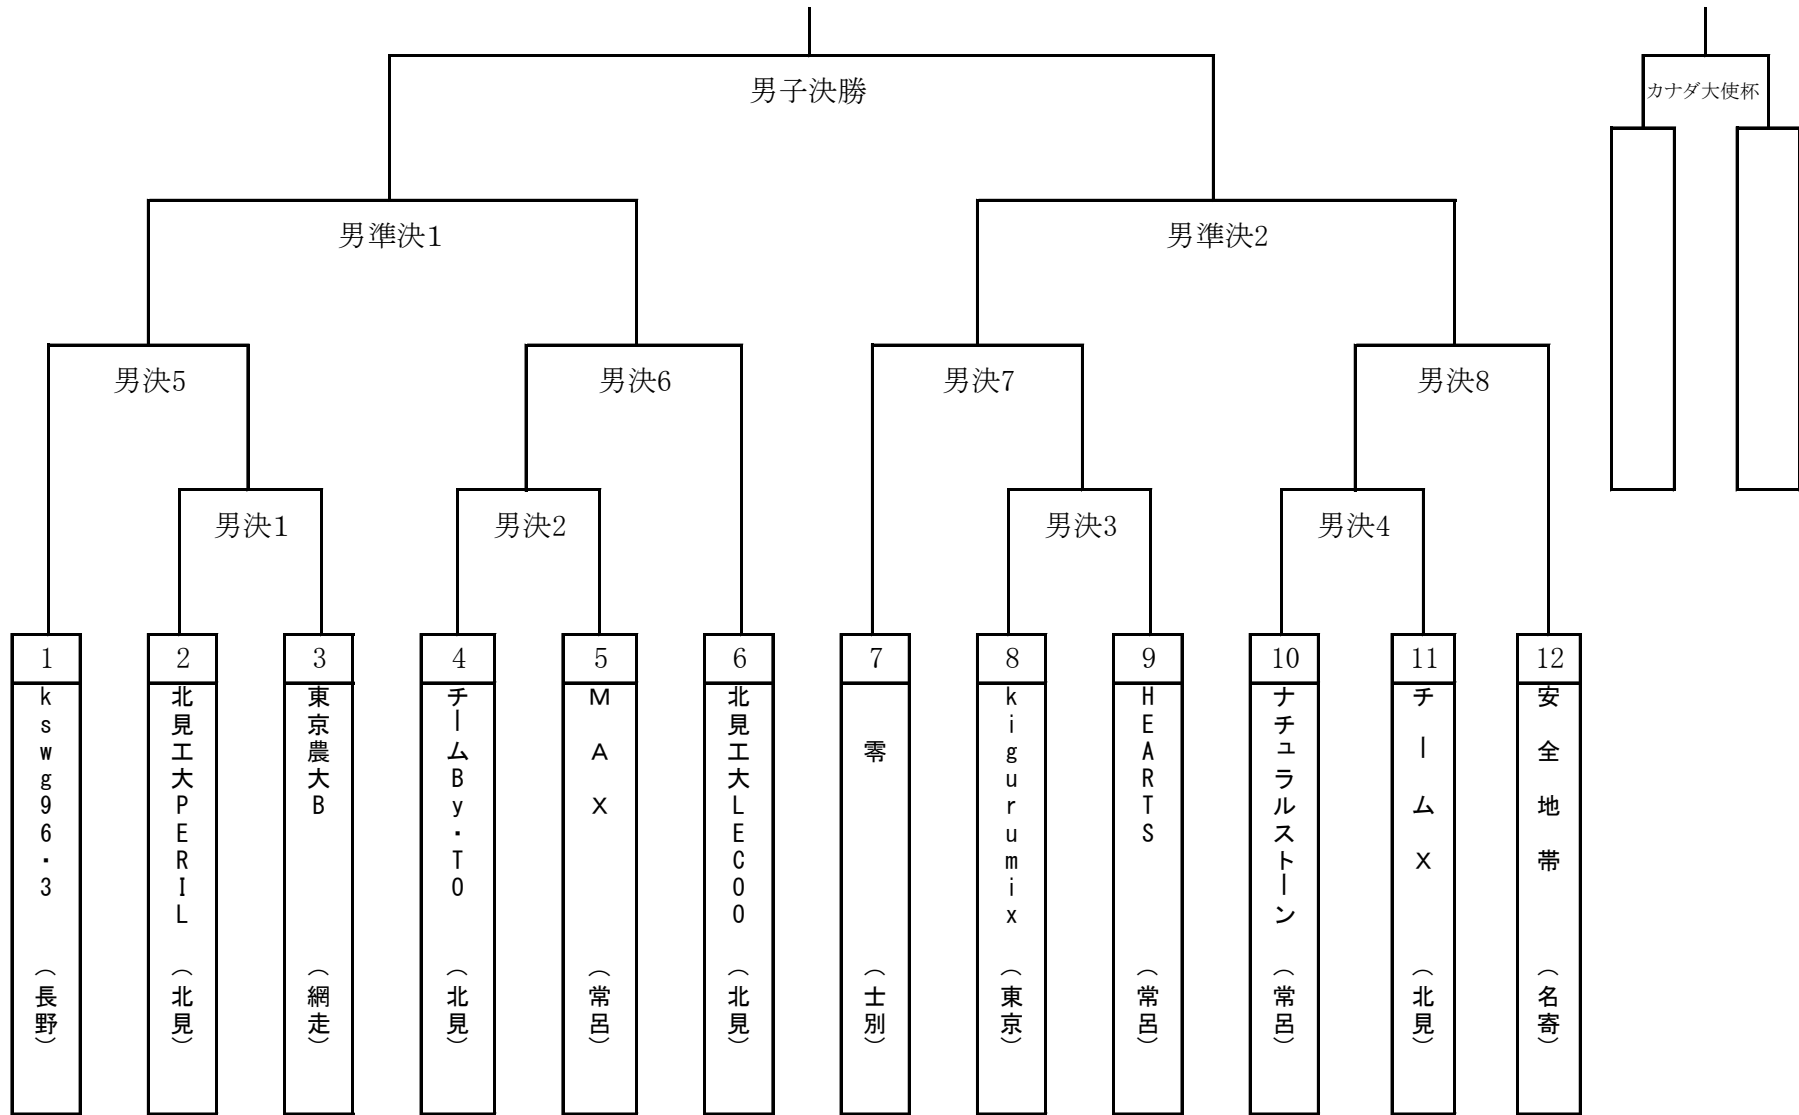 男子決勝
カナダ大使杯
男準決1
男準決2
男決5
男決6
男決7
男決8
男決1
男決2
男決3
男決4
1
2
3
4
5
6
7
8
9
10
11
12
kswg96・3 (長野)
北見工大PERIL (北見)
東京農大B (網走)
チームBy・TO (北見)
MAX (常呂)
北見工大LECOO (北見)
零 (士別)
kigurumix (東京)
HEARTS (常呂)
ナチュラルストーン (常呂)
チームX (北見)
安全地帯 (名寄)